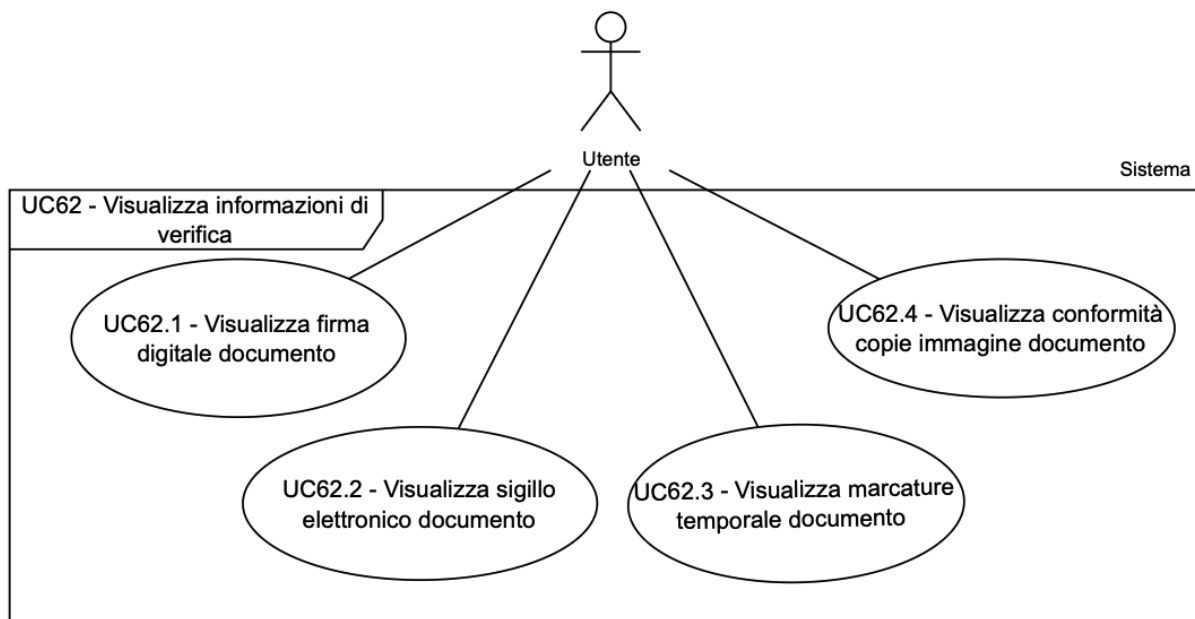 Utente
Sistema
UC62 - Visualizza informazioni di
verifica
UC62.1 - Visualizza firma
digitale documento
UC62.4 - Visualizza conformità
copie immagine documento
UC62.2 - Visualizza sigillo
elettronico documento
UC62.3 - Visualizza marcature
temporale documento